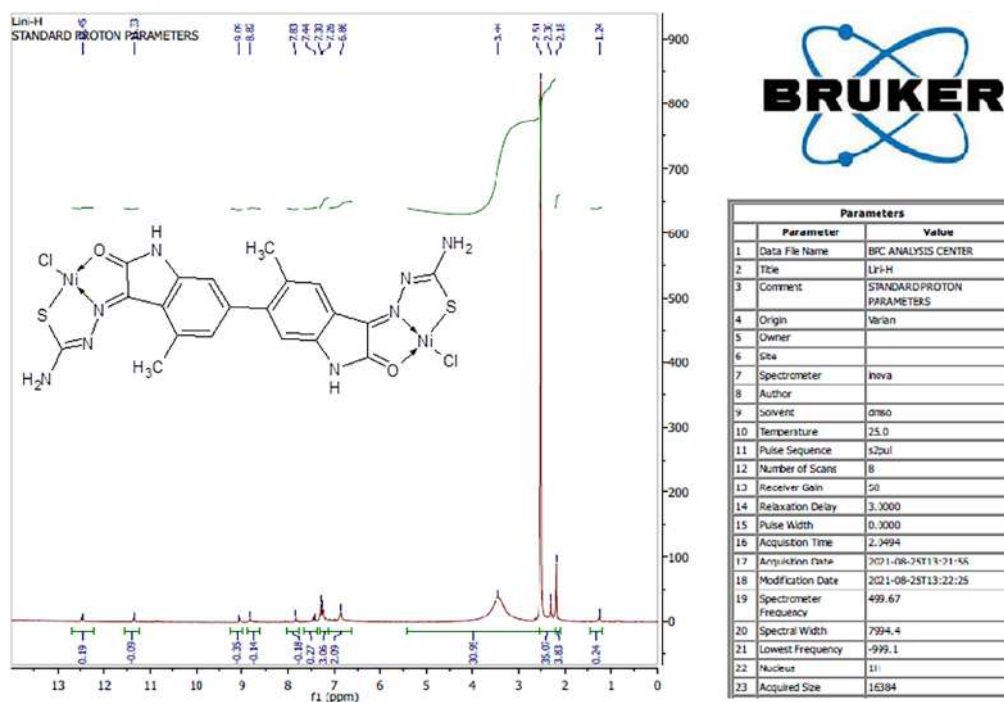 Lini-H
STANDARD PROTON PARAMETERS
11.33
9.06
8.82
7.83
7.44
7.30
7.26
6.86
3.44
2.51
2.30
2.18
1.24
900
800
700
600
500
400
300
200
100
0
CH₃
NH₂
H
N
O
Cl
Ni
N
N
S
N
N
S
N
Ni
Cl
H₃C
N
H
O
H₂N
0.19
-0.09
-0.35
-0.14
-0.18
0.27
3.06
2.09
30.95
35.07
3.83
0.24
13 12 11 10 9 8 7 6 5 4 3 2 1 0
f1 (ppm)
BRUKER
Parameters
Parameter Value
1 Data File Name BFC ANALYSIS CENTER
2 Title Lini-H
3 Comment STANDARD PROTON PARAMETERS
4 Origin Varian
5 Owner
6 Site
7 Spectrometer inova
8 Author
9 Solvent dmso
10 Temperature 25.0
11 Pulse Sequence s2pul
12 Number of Scans 8
13 Receiver Gain 50
14 Relaxation Delay 3.0000
15 Pulse Width 0.0000
16 Acquisition Time 2.0494
17 Acquisition Date 2021-08-25T13:21:56
18 Modification Date 2021-08-25T13:22:25
19 Spectrometer Frequency 499.67
20 Spectral Width 7994.4
21 Lowest Frequency -999.1
22 Nucleus 1H
23 Acquired Size 16384